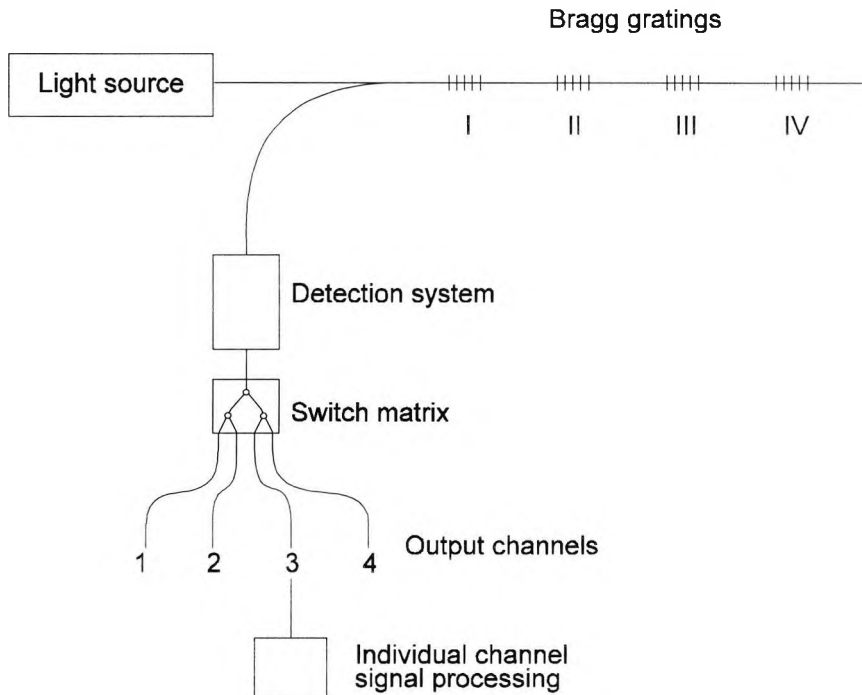 Bragg gratings
Light source
I II III IV
Detection system
Switch matrix
1 2 3 4
Output channels
Individual channel
signal processing